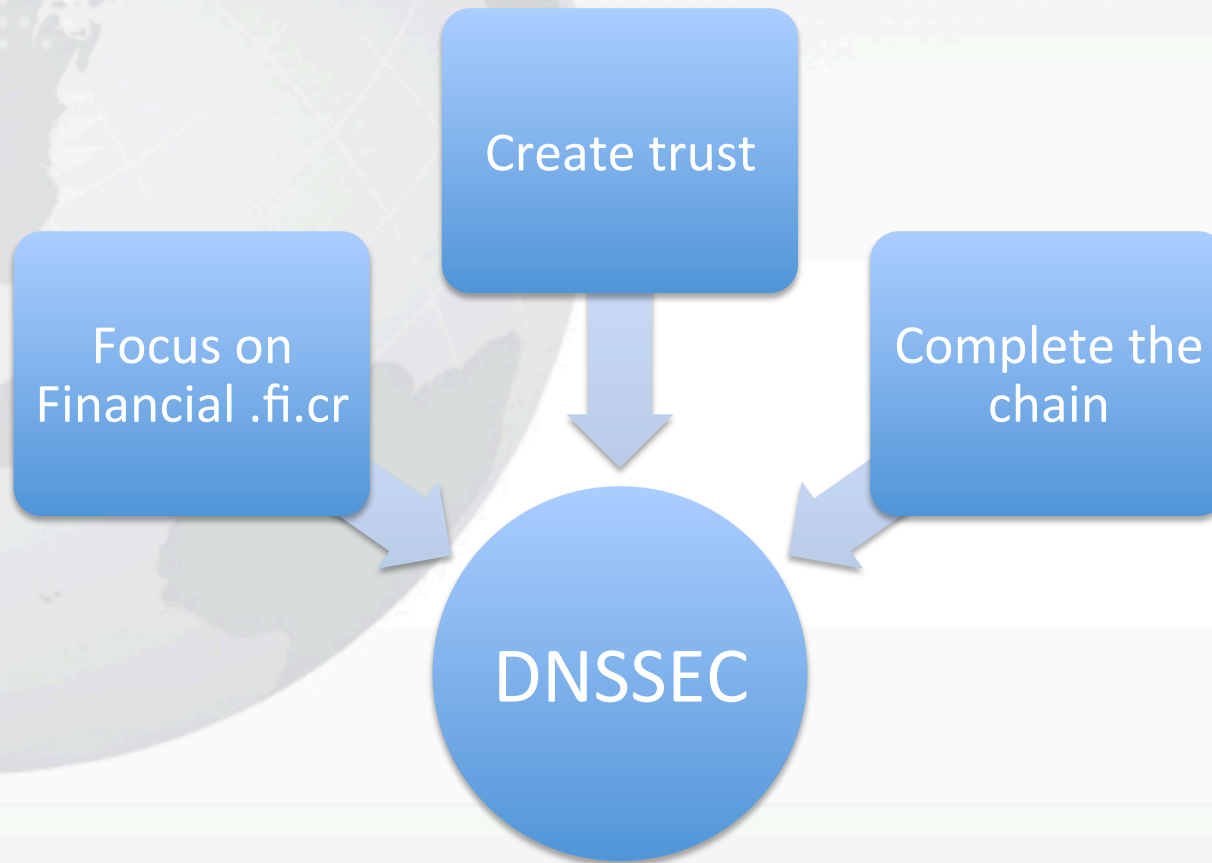 Create trust
Focus on
Financial .fi.cr
Complete the
chain
DNSSEC